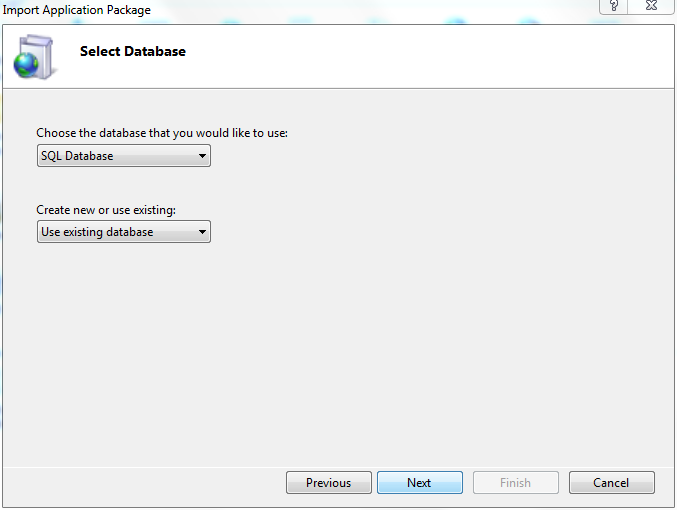 Import Application Package
?
Select Database
Choose the database that you would like to use:
SQL Database
Create new or use existing:
Use existing database
Previous Next Finish Cancel